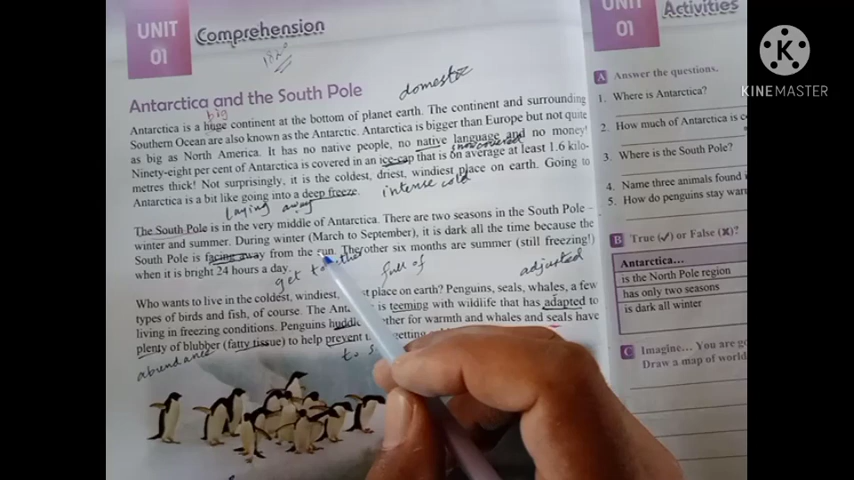 UNIT
01
Comprehension
Antarctica and the South Pole
domestic
big
Antarctica is a huge continent at the bottom of planet earth. The continent and surrounding
Southern Ocean are also known as the Antarctic. Antarctica is bigger than Europe but not quite
as big as North America. It has no native people, no native language and no money!
snow covered
Ninety-eight per cent of Antarctica is covered in an ice-cap that is on average at least 1.6 kilo-
metres thick! Not surprisingly, it is the coldest, driest, windiest place on earth. Going to
Antarctica is a bit like going into a deep freeze.
intense cold
laying away
The South Pole is in the very middle of Antarctica. There are two seasons in the South Pole –
winter and summer. During winter (March to September), it is dark all the time because the
South Pole is facing away from the sun. The other six months are summer (still freezing!)
when it is bright 24 hours a day.
get together
full of
adjusted
Who wants to live in the coldest, windiest, place on earth? Penguins, seals, whales, a few
types of birds and fish, of course. The is teeming with wildlife that has adapted to
living in freezing conditions. Penguins for warmth and whales and seals have
plenty of blubber (fatty tissue) to help prevent getting
abundance
to
UNIT
01
Activities
A Answer the questions.
1. Where is Antarctica?
2. How much of Antarctica is
3. Where is the South Pole?
4. Name three animals found
5. How do penguins stay
B True (✓) or False (✗)
Antarctica...
is the North Pole region
has only two seasons
is dark all winter
C Imagine... You are
Draw a map of world
KINEMASTER